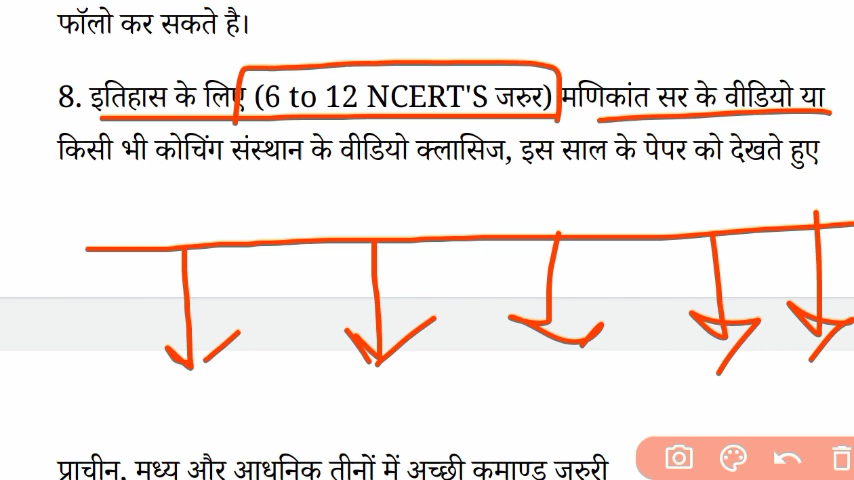 फॉलो कर सकते है।
8. इतिहास के लिए (6 to 12 NCERT'S जरुर) मणिकांत सर के वीडियो या
किसी भी कोचिंग संस्थान के वीडियो क्लासिज, इस साल के पेपर को देखते हुए
प्राचीन, मध्य और आधुनिक तीनों में अच्छी कमाण्ड जरुरी